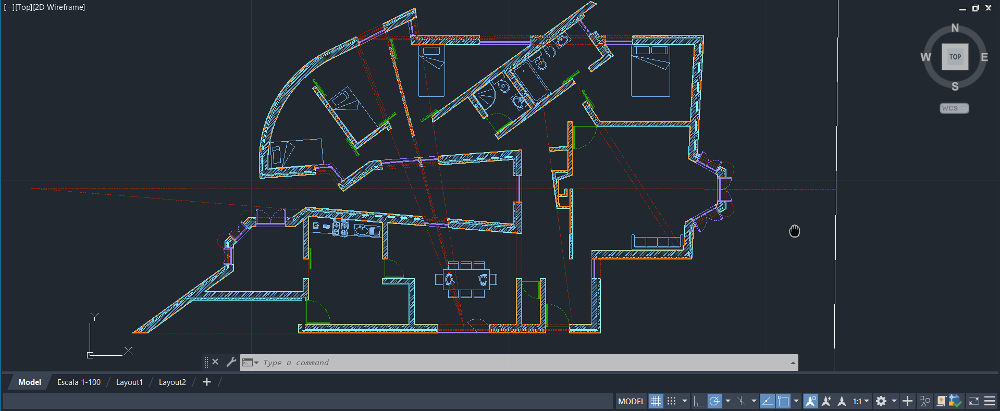 [−][Top][2D Wireframe]
N
W TOP E
S
WCS
Y
X
Type a command
Model Escala 1-100 Layout1 Layout2 +
MODEL 1:1